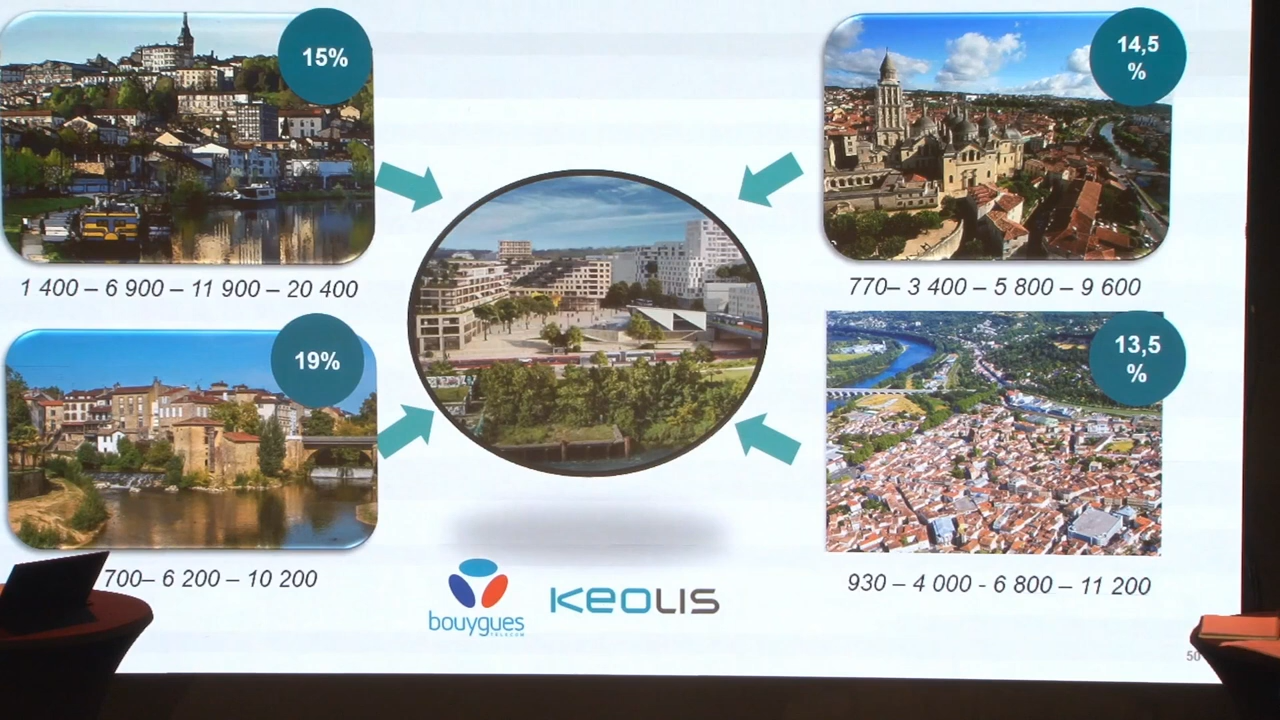 15%
14,5
%
1 400 – 6 900 – 11 900 – 20 400
770– 3 400 – 5 800 – 9 600
19%
13,5
%
700– 6 200 – 10 200
930 – 4 000 - 6 800 – 11 200
bouygues
TELECOM
KEOLIS
50